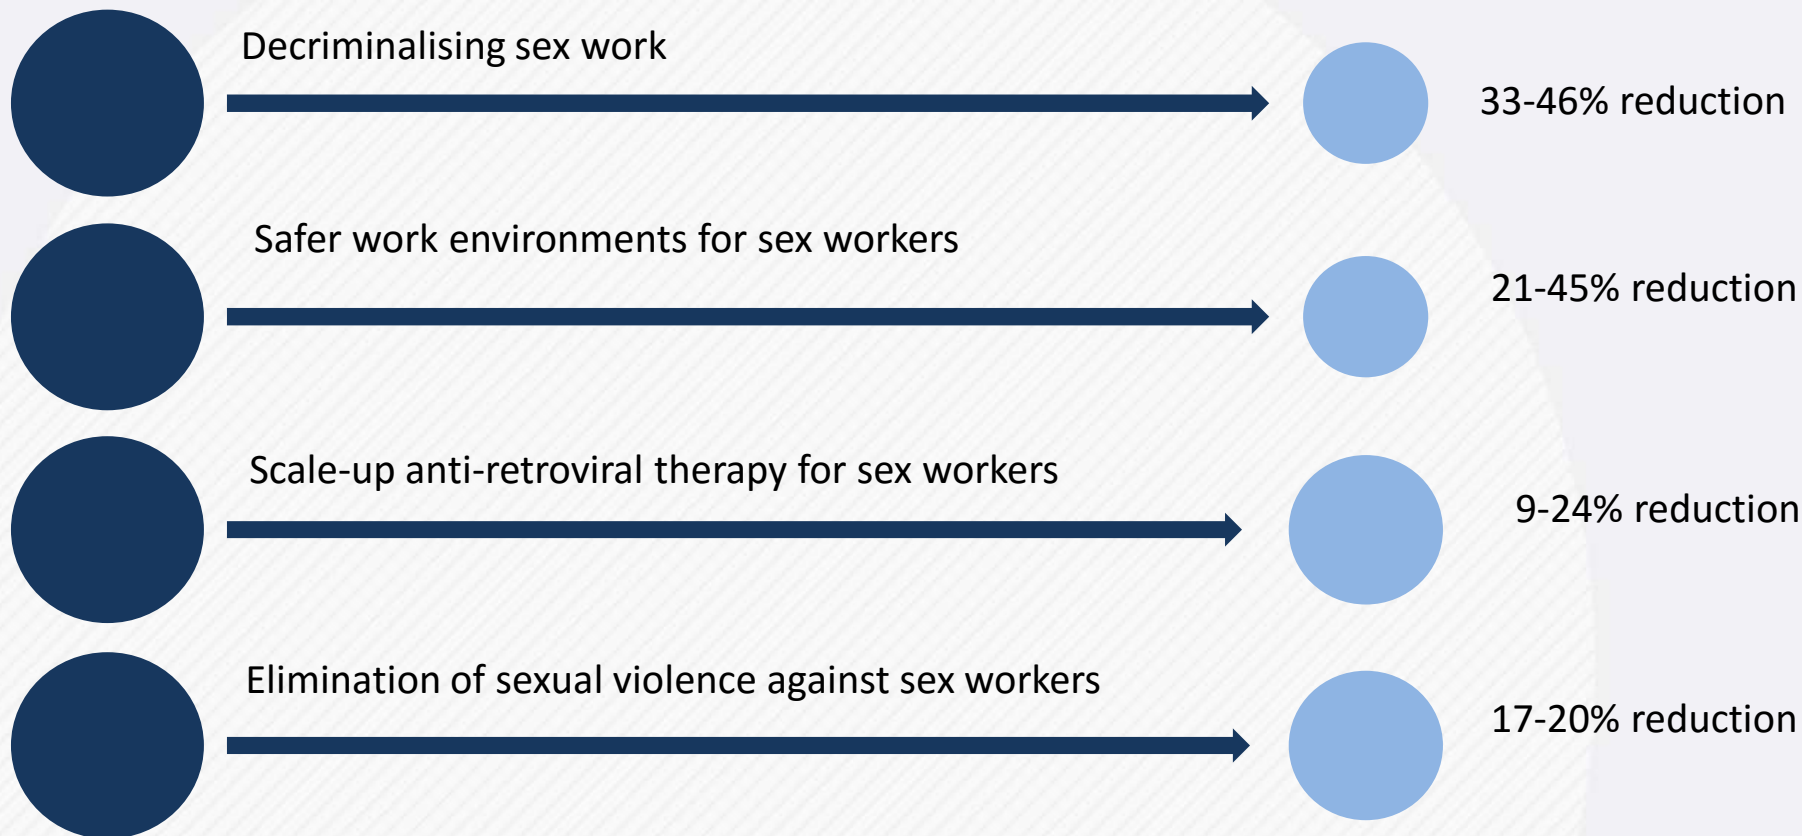 Decriminalising sex work
33-46% reduction
Safer work environments for sex workers
21-45% reduction
Scale-up anti-retroviral therapy for sex workers
9-24% reduction
Elimination of sexual violence against sex workers
17-20% reduction